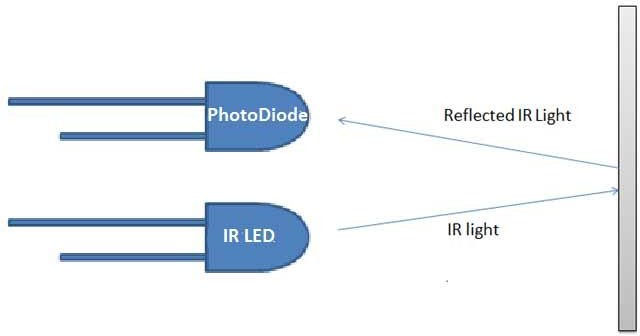 PhotoDiode
Reflected IR Light
IR LED
IR light